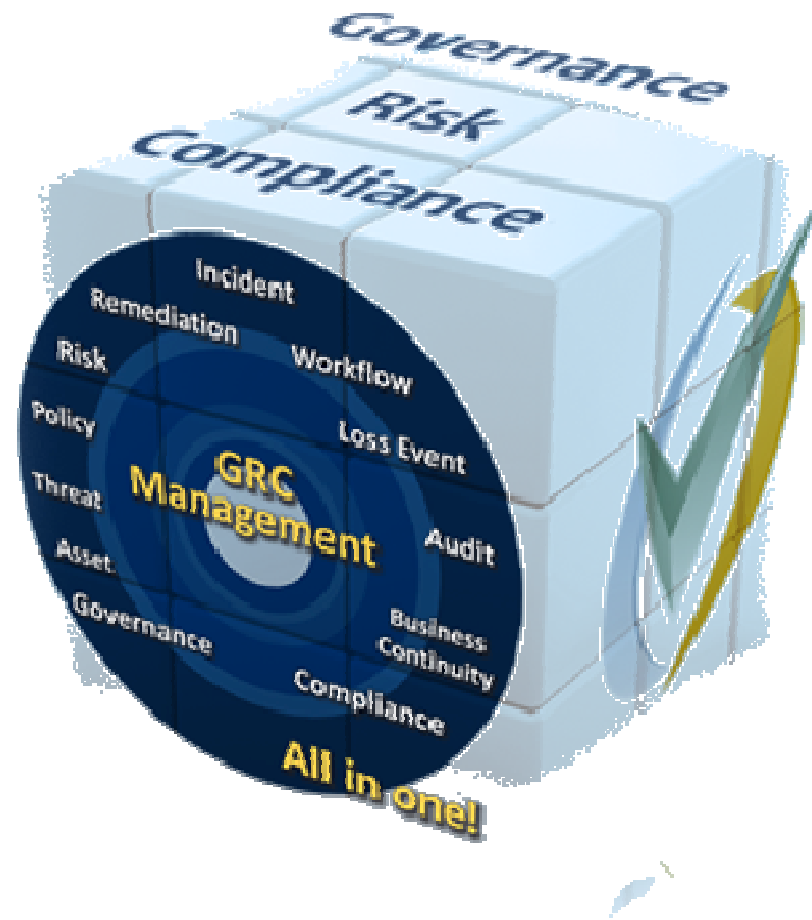 Governance
Risk
Compliance
Incident
Remediation
Workflow
Risk
Policy
Loss Event
Threat
GRC
Management
Audit
Asset
Governance
Business
Continuity
Compliance
All in one!